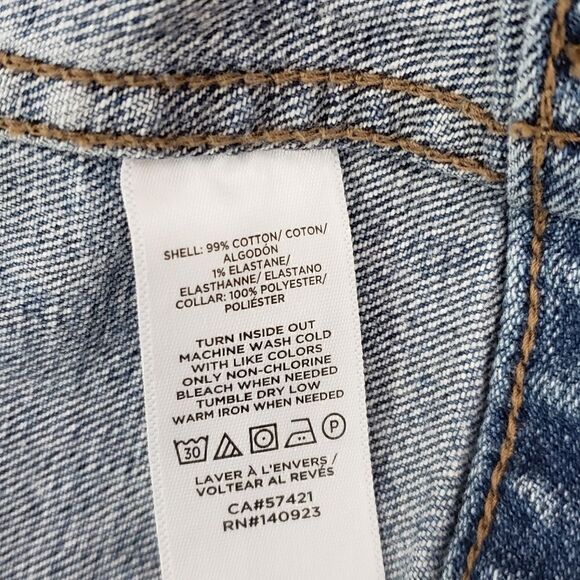 SHELL: 99% COTTON/ COTON/
ALGODÓN
1% ELASTANE/
ELASTHANNE/ ELASTANO
COLLAR: 100% POLYESTER/
POLIÉSTER
TURN INSIDE OUT
MACHINE WASH COLD
WITH LIKE COLORS
ONLY NON-CHLORINE
BLEACH WHEN NEEDED
TUMBLE DRY LOW
WARM IRON WHEN NEEDED
30 P
LAVER À L'ENVERS/
VOLTEAR AL REVÉS
CA#57421
RN#140923